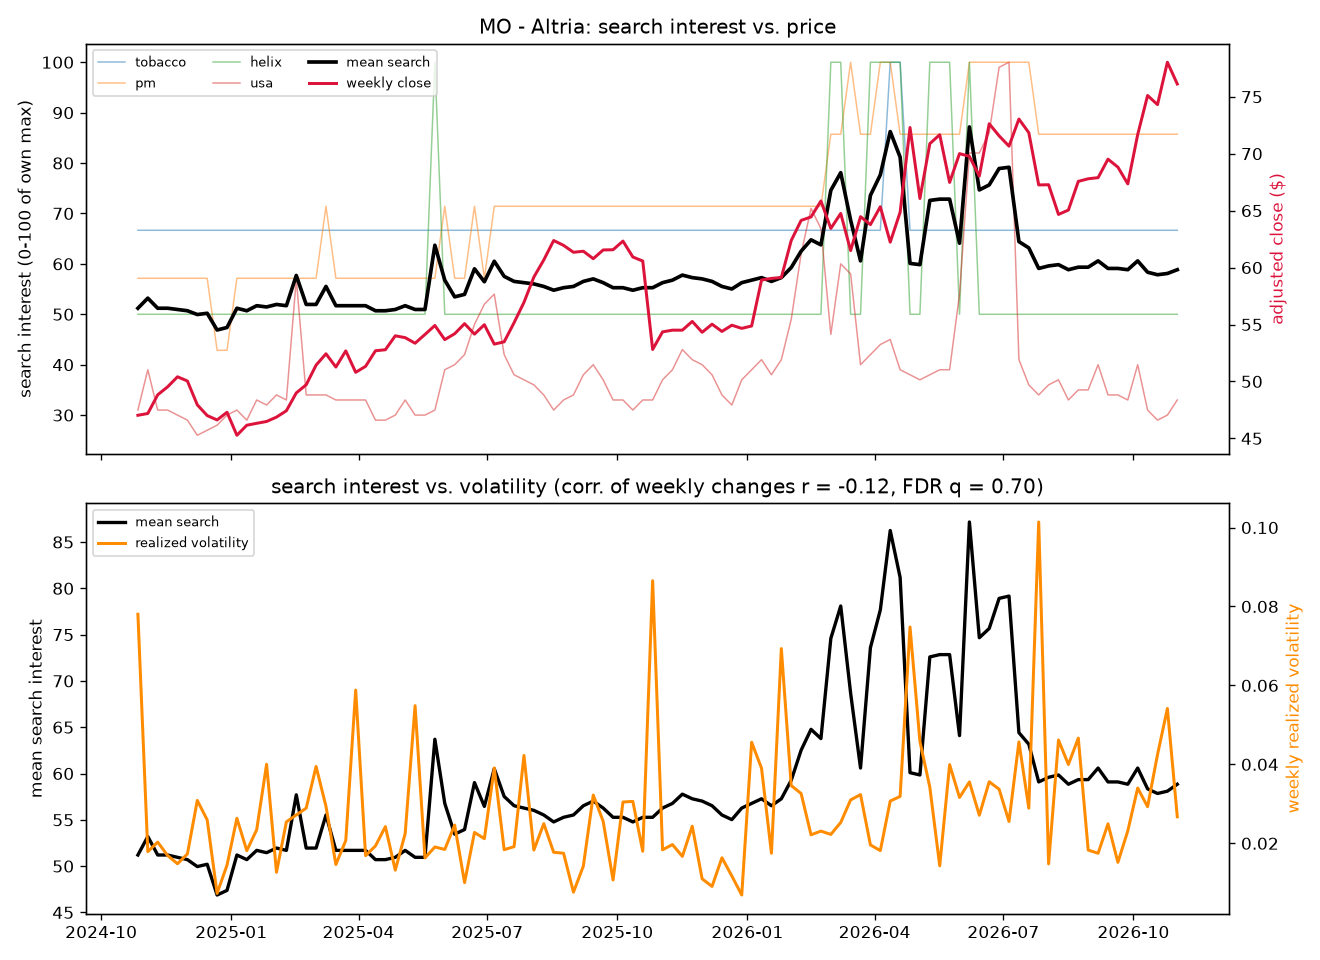 MO - Altria: search interest vs. price
tobacco
pm
helix
usa
mean search
weekly close
search interest (0-100 of own max)
100
90
80
70
60
50
40
30
adjusted close ($)
75
70
65
60
55
50
45
search interest vs. volatility (corr. of weekly changes r = -0.12, FDR q = 0.70)
mean search
realized volatility
mean search interest
85
80
75
70
65
60
55
50
45
weekly realized volatility
0.10
0.08
0.06
0.04
0.02
2024-10
2025-01
2025-04
2025-07
2025-10
2026-01
2026-04
2026-07
2026-10